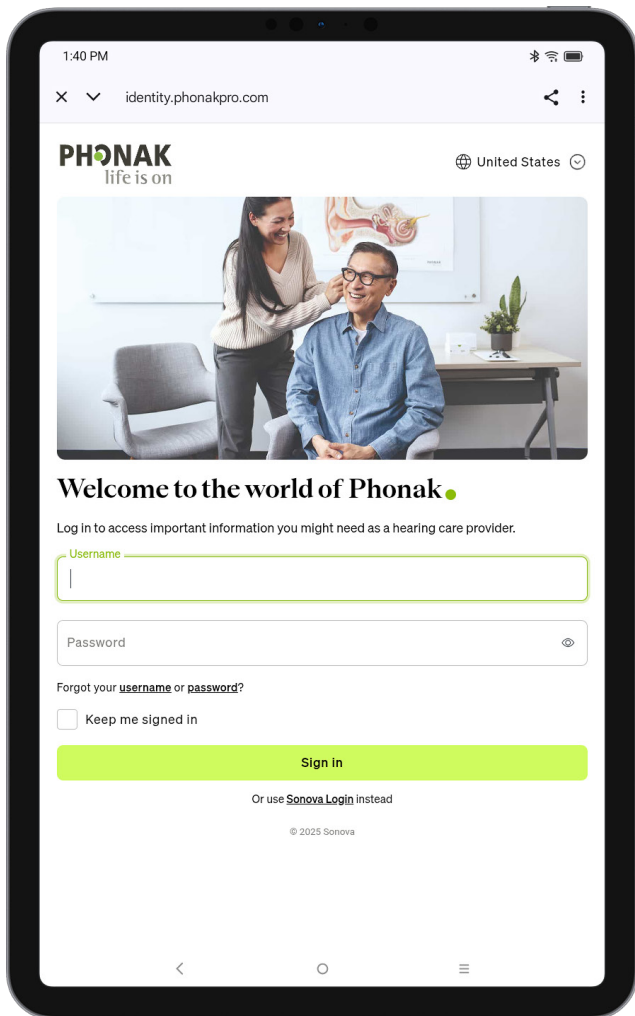 1:40 PM
identity.phonakpro.com
PHONAK
life is on
United States
Welcome to the world of Phonak
Log in to access important information you might need as a hearing care provider.
Username
Password
Forgot your username or password?
Keep me signed in
Sign in
Or use Sonova Login instead
© 2025 Sonova